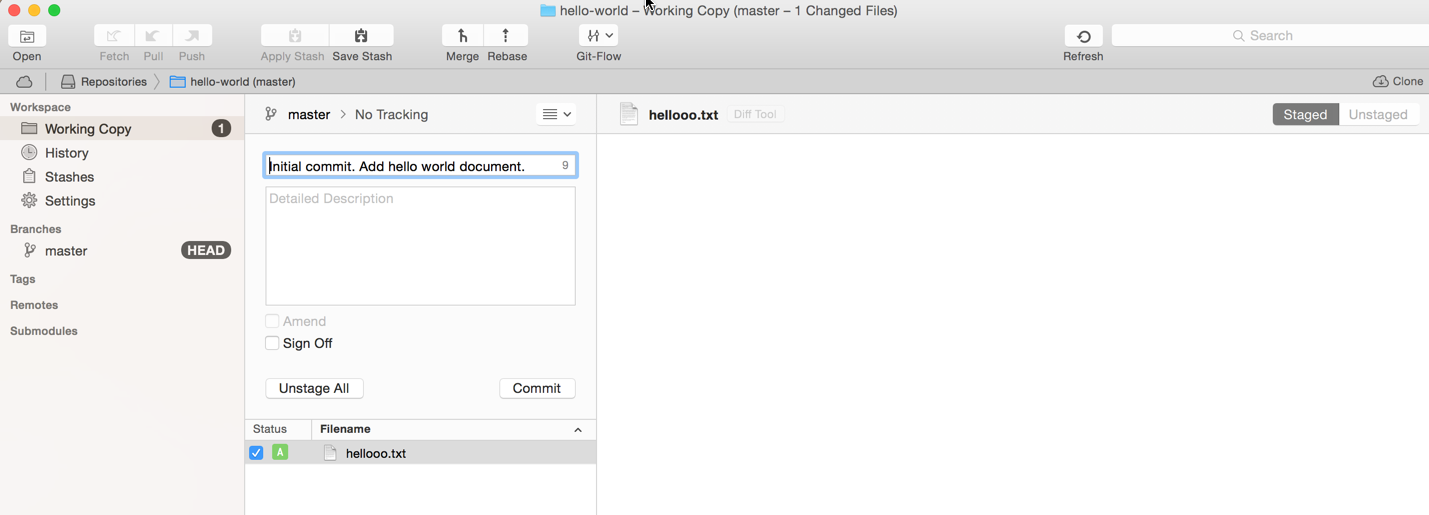 hello-world – Working Copy (master – 1 Changed Files)
Open
Fetch Pull Push
Apply Stash Save Stash
Merge Rebase
Git-Flow
Refresh
Search
Repositories
hello-world (master)
Clone
Workspace
Working Copy 1
History
Stashes
Settings
Branches
master HEAD
Tags
Remotes
Submodules
master > No Tracking
Initial commit. Add hello world document. 9
Detailed Description
Amend
Sign Off
Unstage All
Commit
Status Filename
A hellooo.txt
hellooo.txt Diff Tool
Staged Unstaged